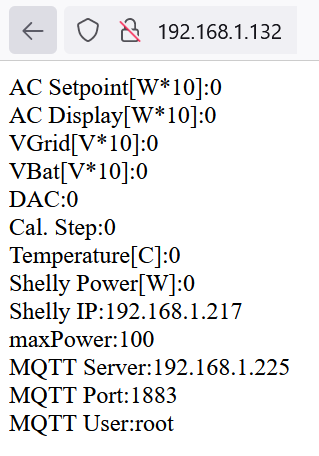 192.168.1.132
AC Setpoint[W*10]:0
AC Display[W*10]:0
VGrid[V*10]:0
VBat[V*10]:0
DAC:0
Cal. Step:0
Temperature[C]:0
Shelly Power[W]:0
Shelly IP:192.168.1.217
maxPower:100
MQTT Server:192.168.1.225
MQTT Port:1883
MQTT User:root